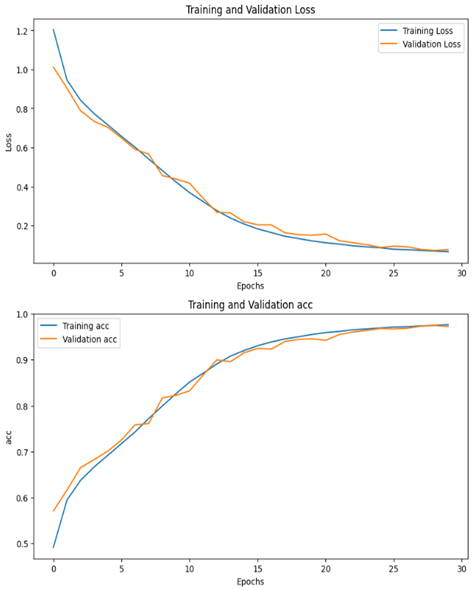 Training and Validation Loss
1.2
1.0
0.8
0.6
0.4
0.2
Loss
Training Loss
Validation Loss
0 5 10 15 20 25 30
Epochs
Training and Validation acc
1.0
0.9
0.8
0.7
0.6
0.5
acc
Training acc
Validation acc
0 5 10 15 20 25 30
Epochs